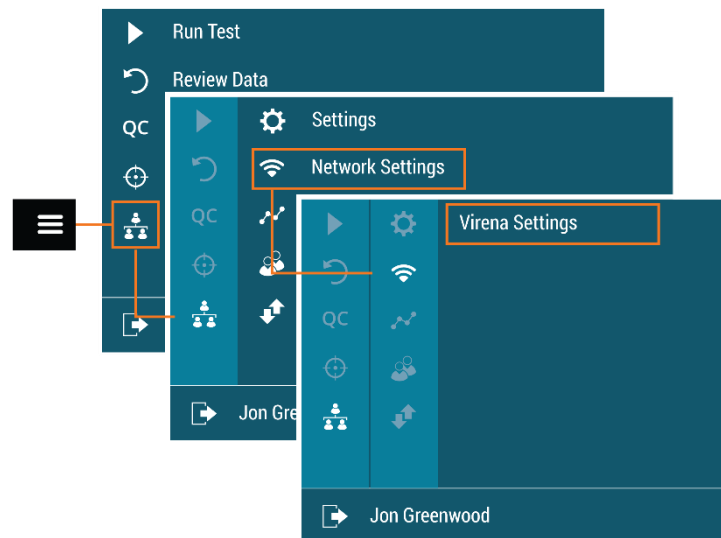 Run Test
Review Data
QC
Settings
Network Settings
QC
Jon Gre
Virena Settings
QC
Jon Greenwood